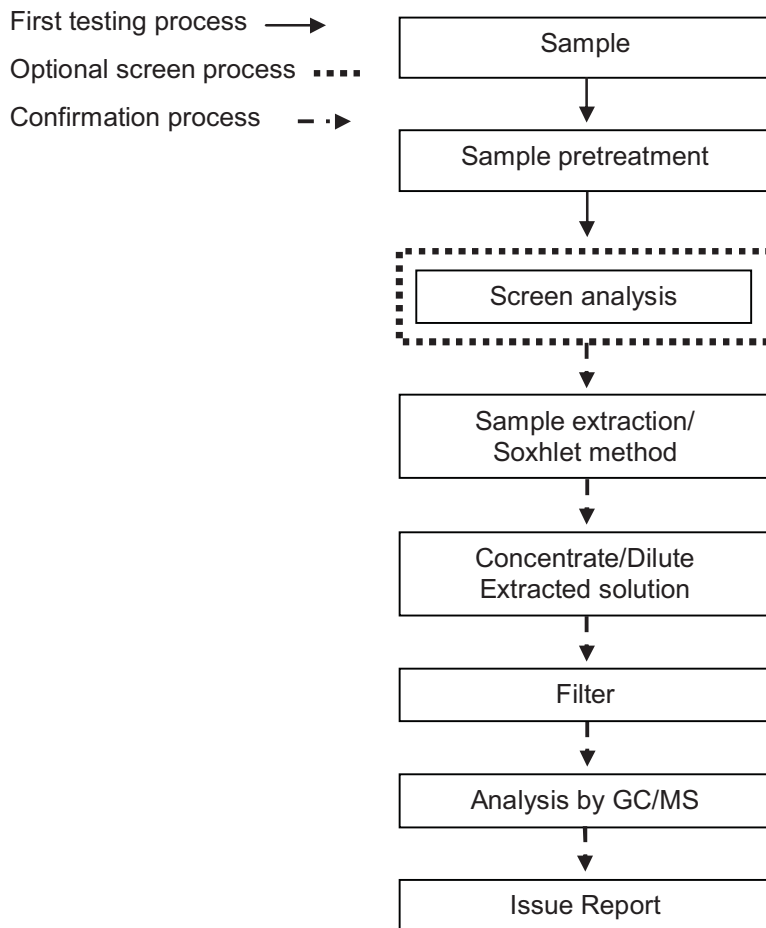 First testing process
Optional screen process
Confirmation process
Sample
Sample pretreatment
Screen analysis
Sample extraction/
Soxhlet method
Concentrate/Dilute
Extracted solution
Filter
Analysis by GC/MS
Issue Report